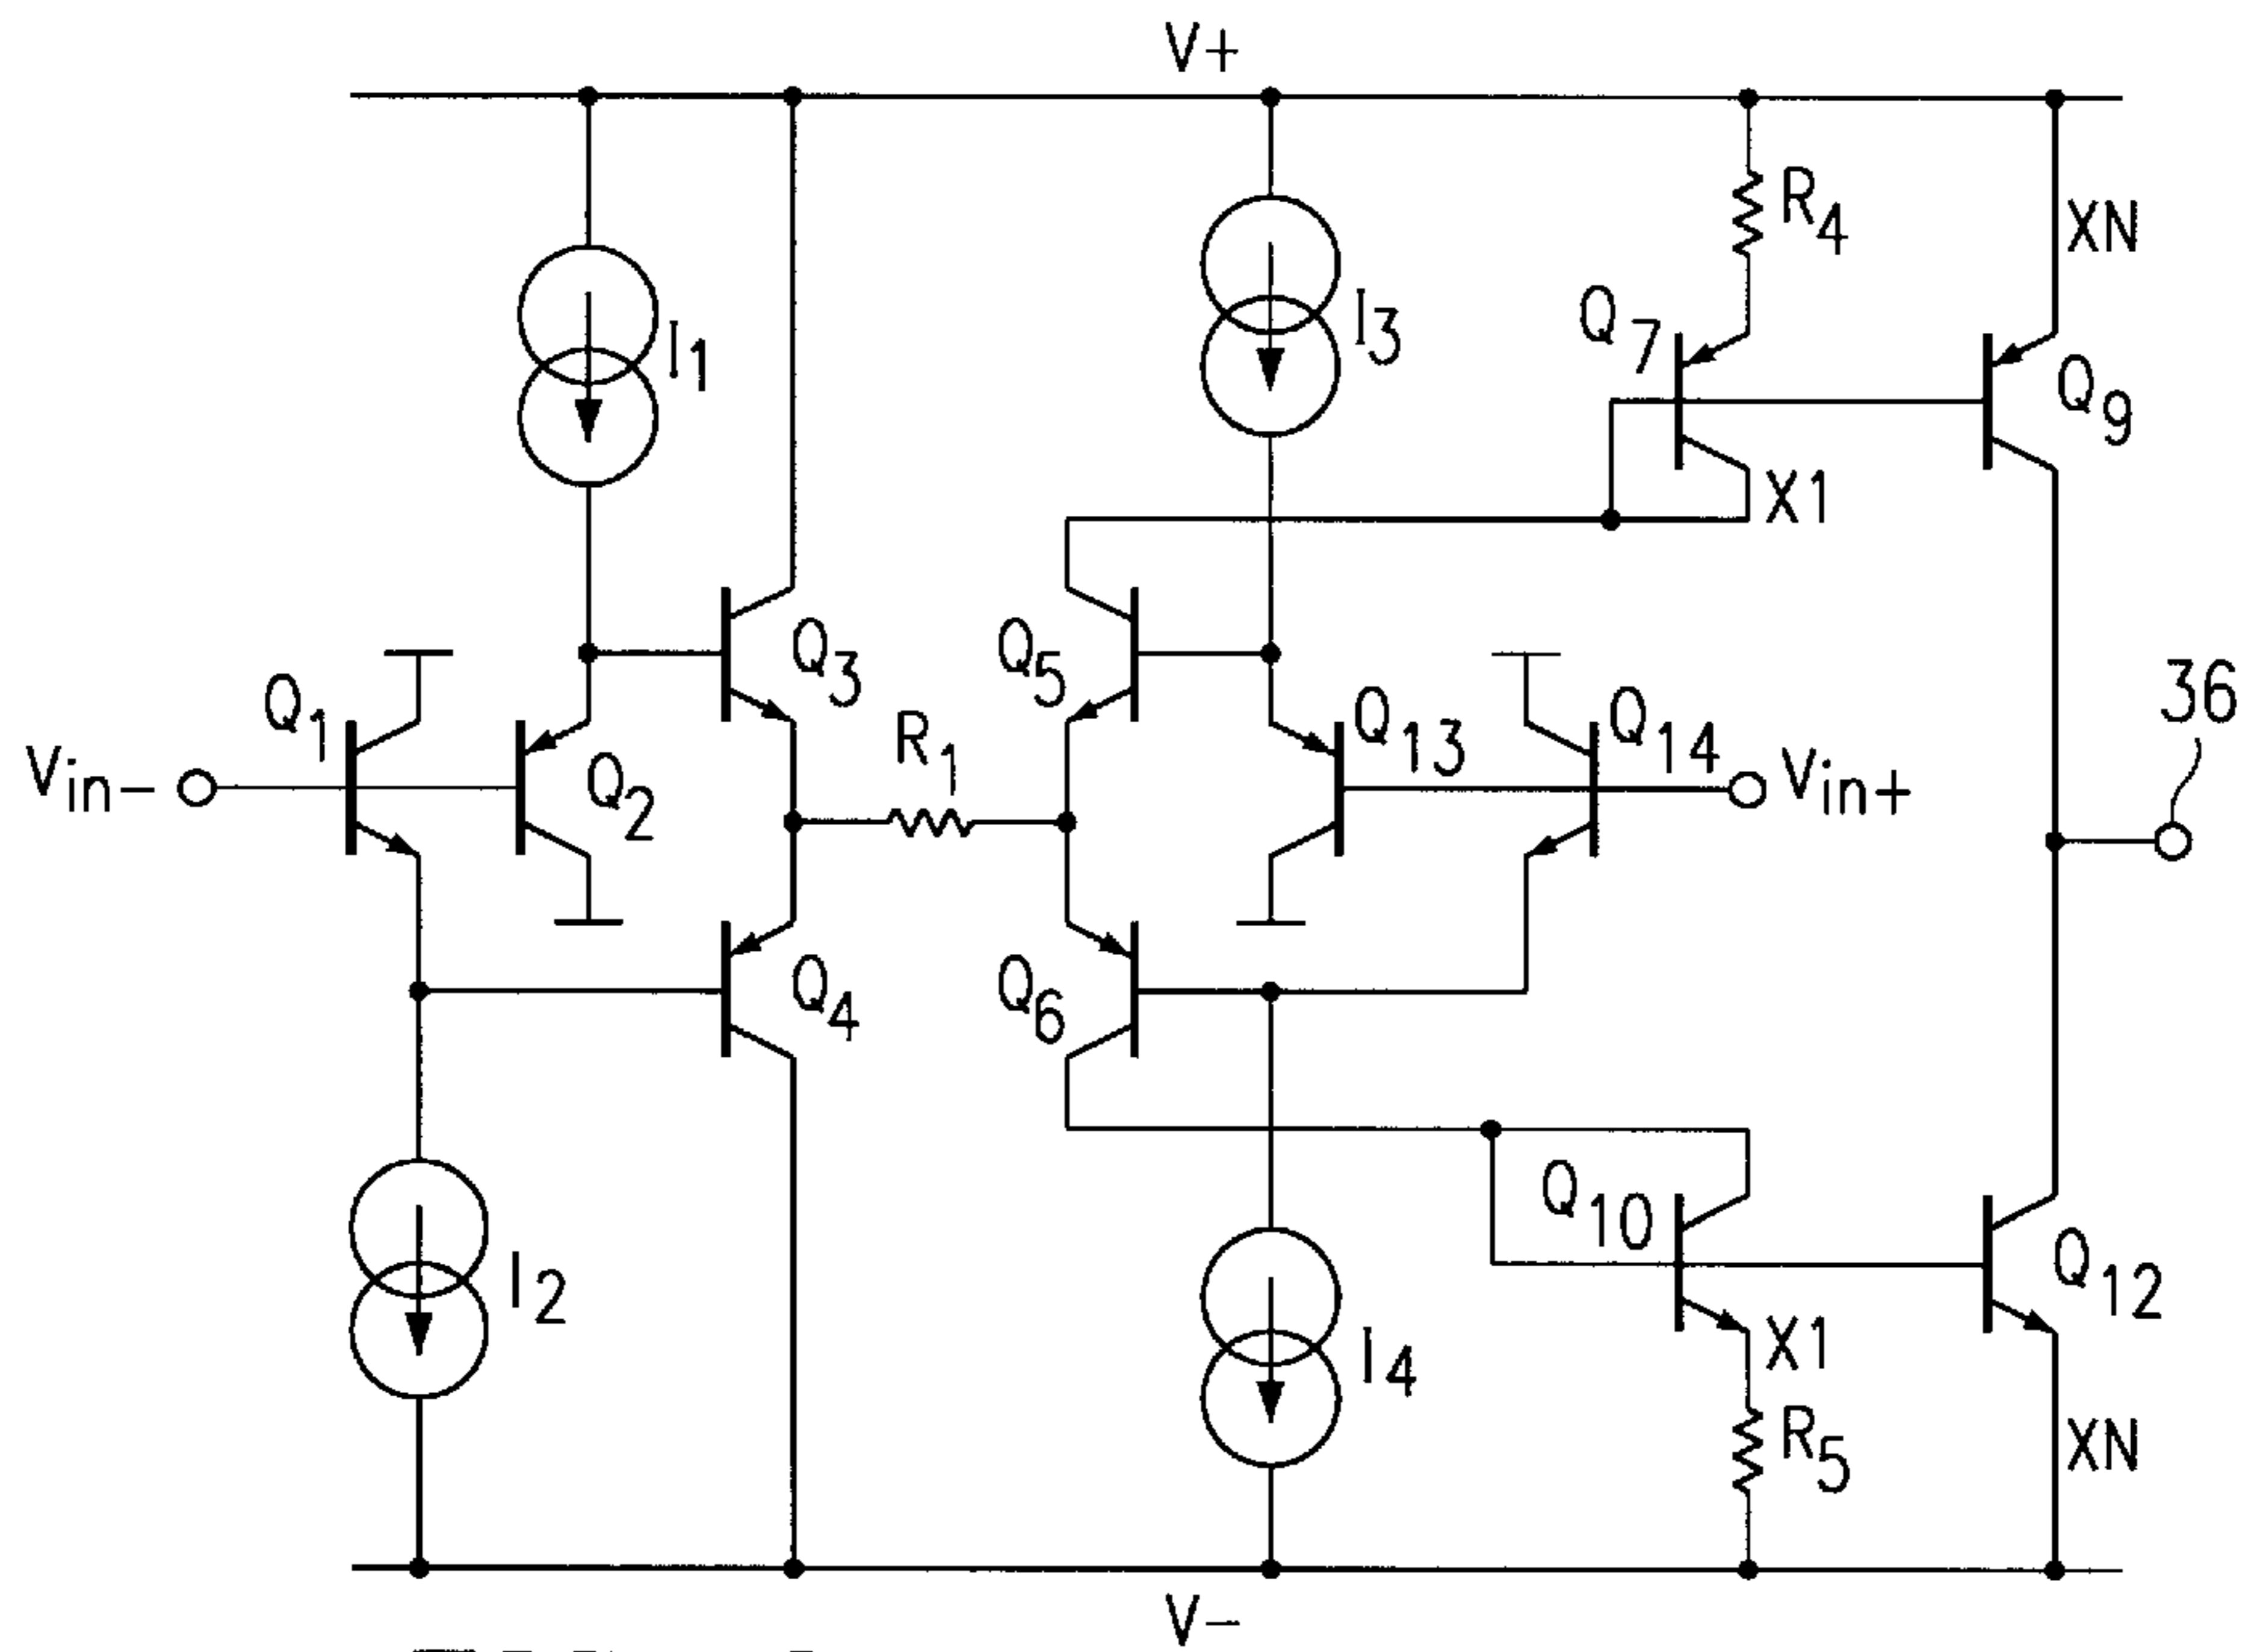 V+
R4
XN
I1
I3
Q7
Q9
X1
Q1
Q3
Q5
Q13
Q14
36
Vin-
Q2
R1
Vin+
Q4
Q6
Q10
Q12
I2
I4
X1
R5
XN
V-